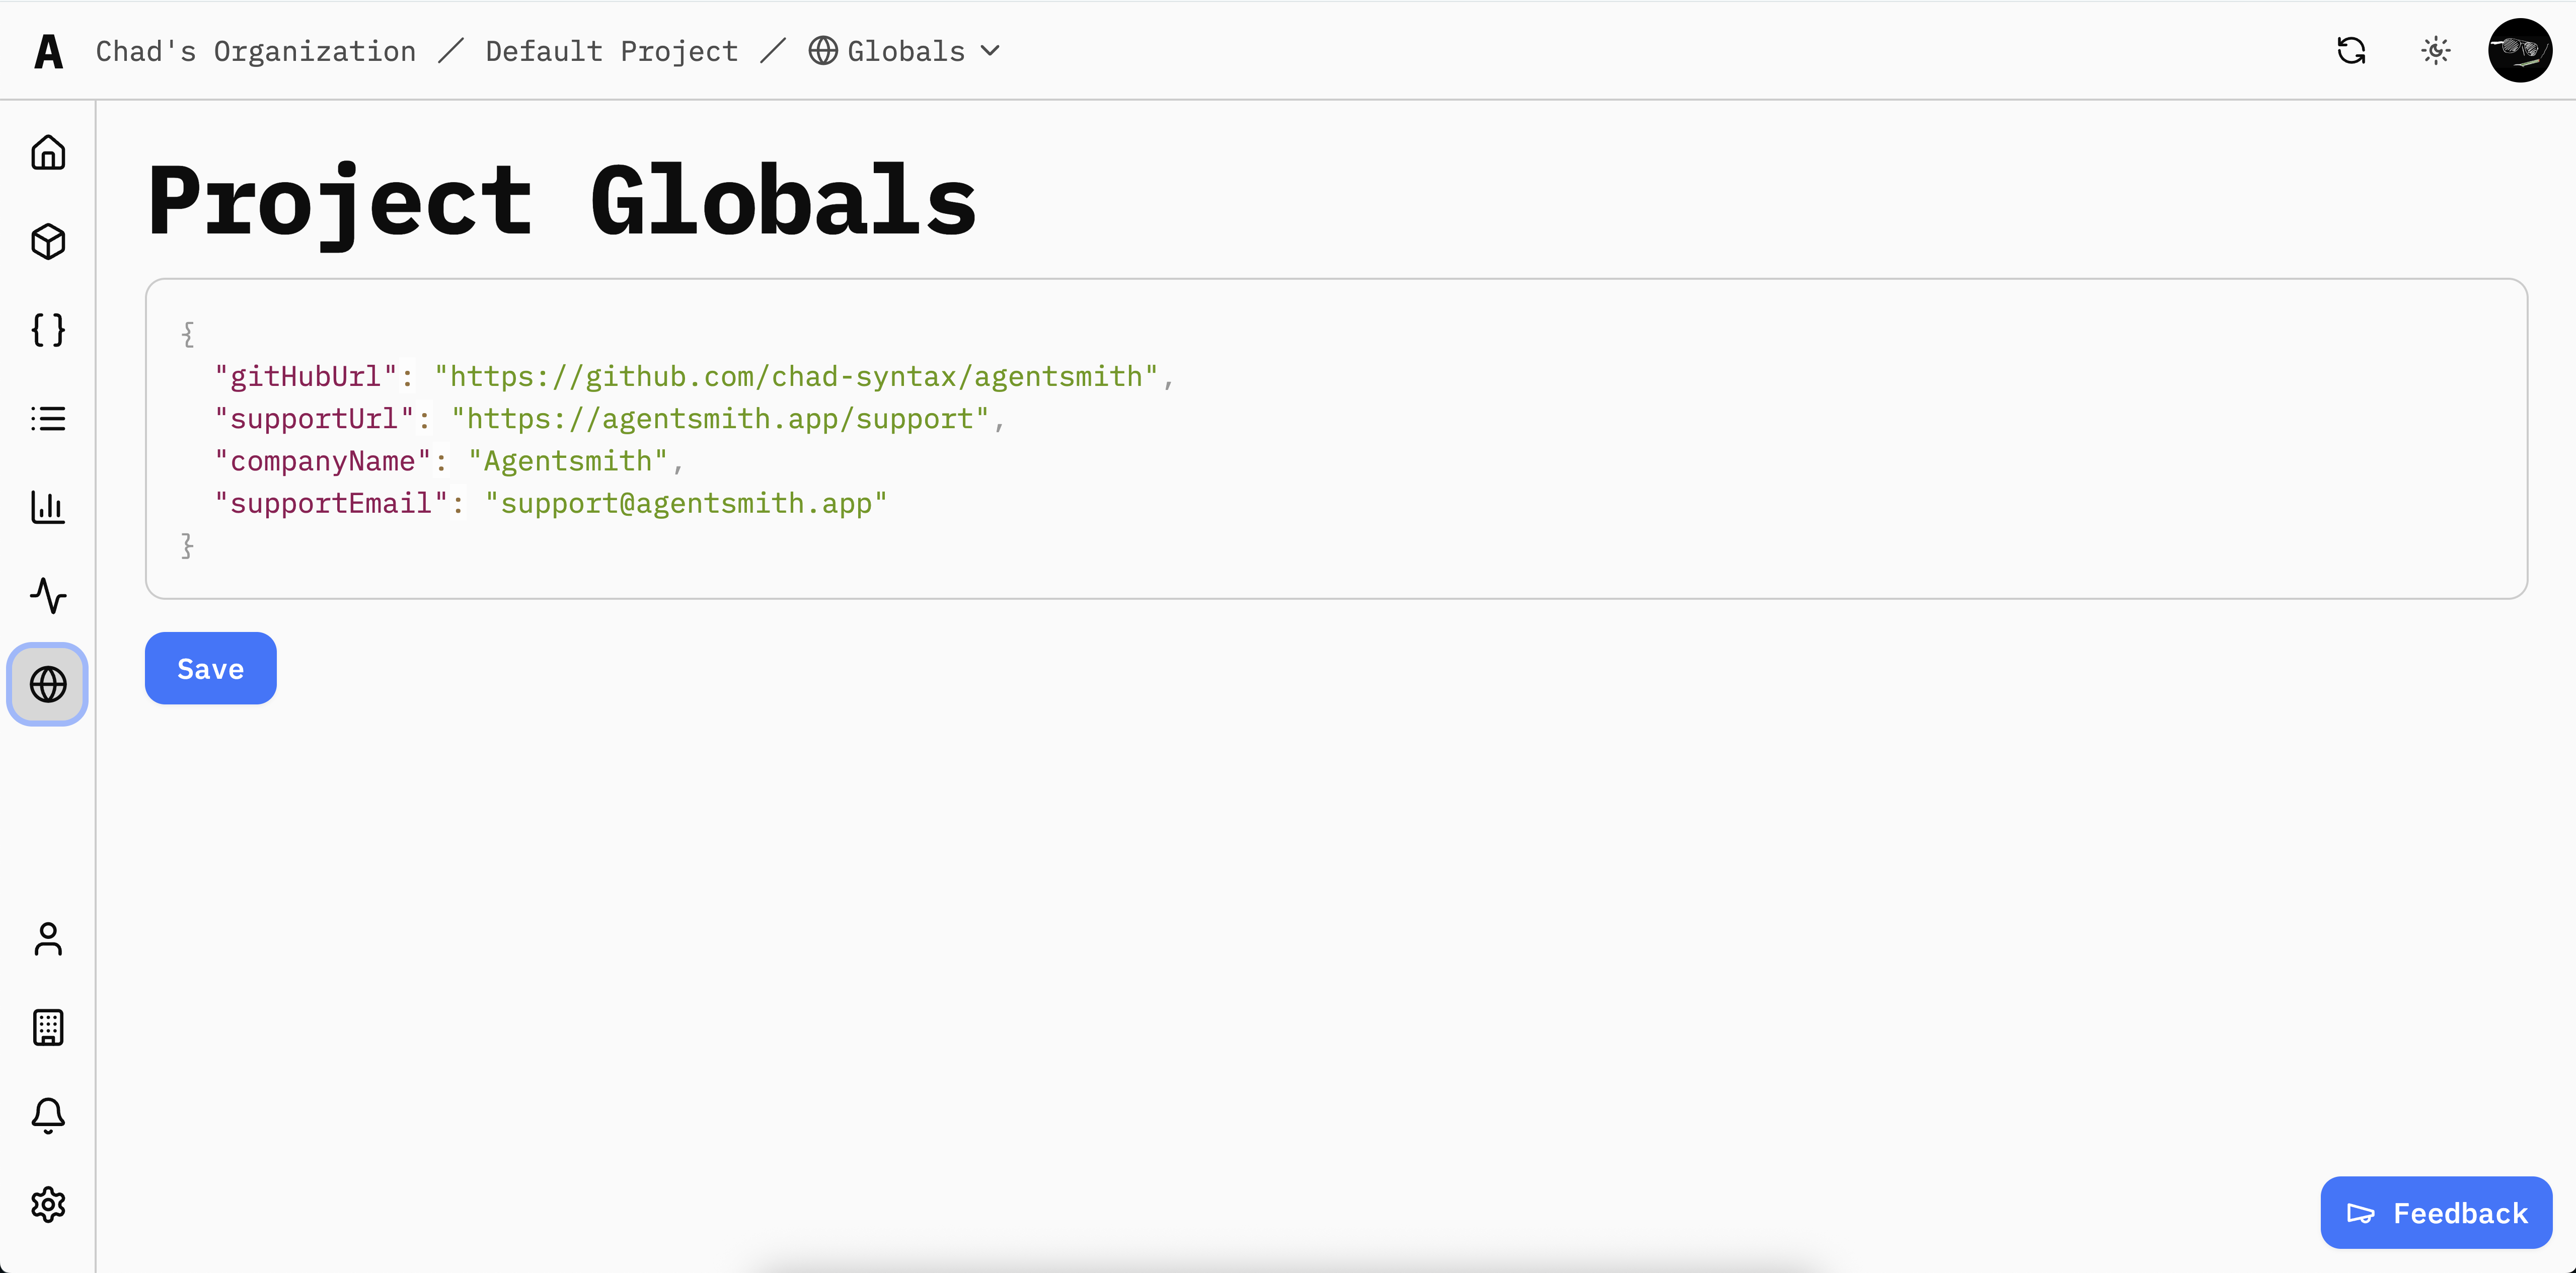 A Chad's Organization / Default Project / Globals
Project Globals
{
"gitHubUrl": "https://github.com/chad-syntax/agentsmith",
"supportUrl": "https://agentsmith.app/support",
"companyName": "Agentsmith",
"supportEmail": "support@agentsmith.app"
}
Save
Feedback